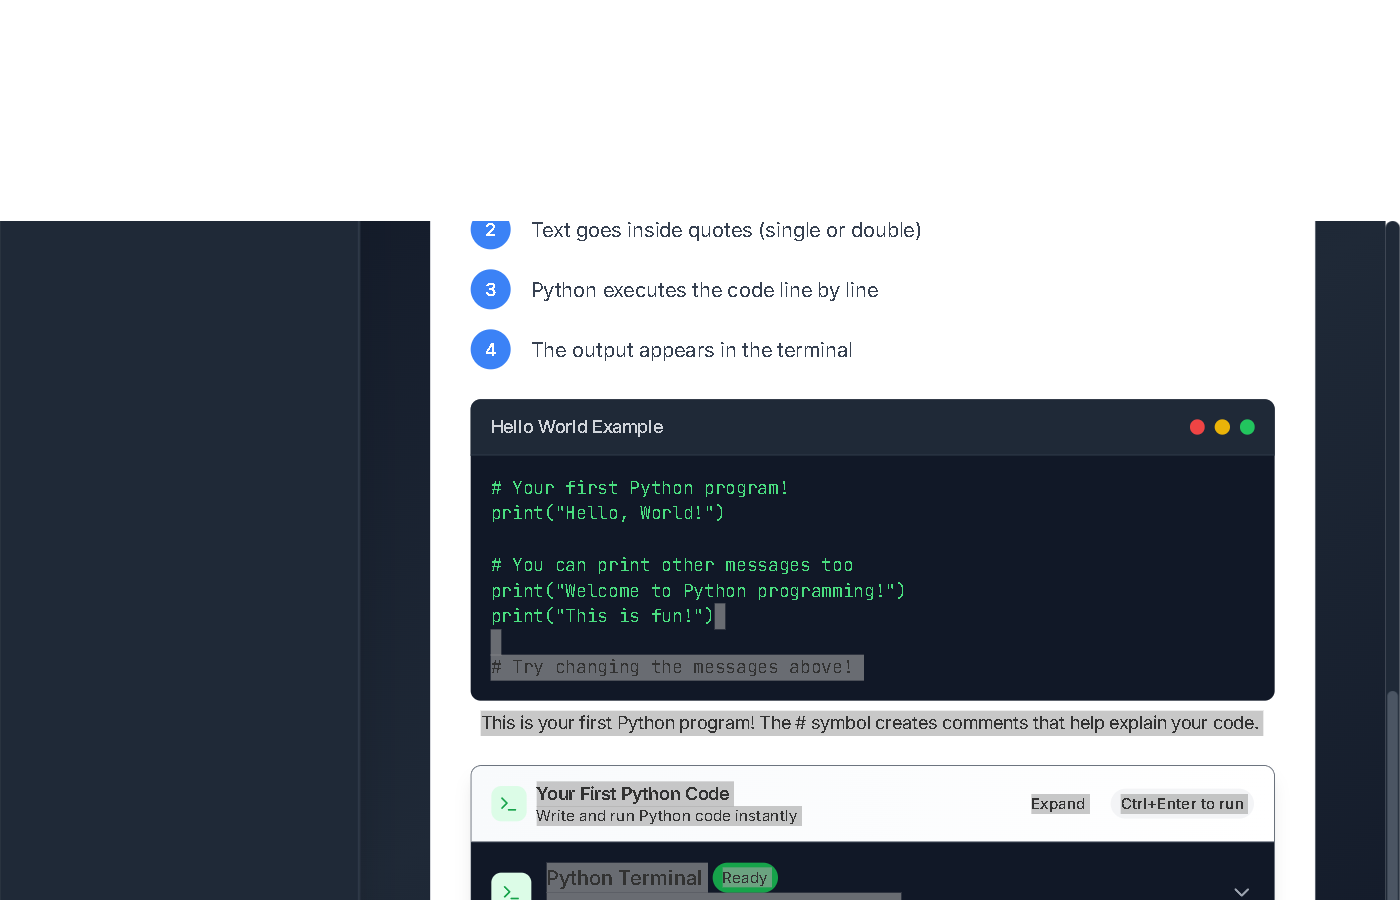 2 Text goes inside quotes (single or double)
3 Python executes the code line by line
4 The output appears in the terminal
Hello World Example
# Your first Python program!
print("Hello, World!")
# You can print other messages too
print("Welcome to Python programming!")
print("This is fun!")
# Try changing the messages above!
This is your first Python program! The # symbol creates comments that help explain your code.
>_ Your First Python Code
Write and run Python code instantly
Expand Ctrl+Enter to run
>_ Python Terminal Ready